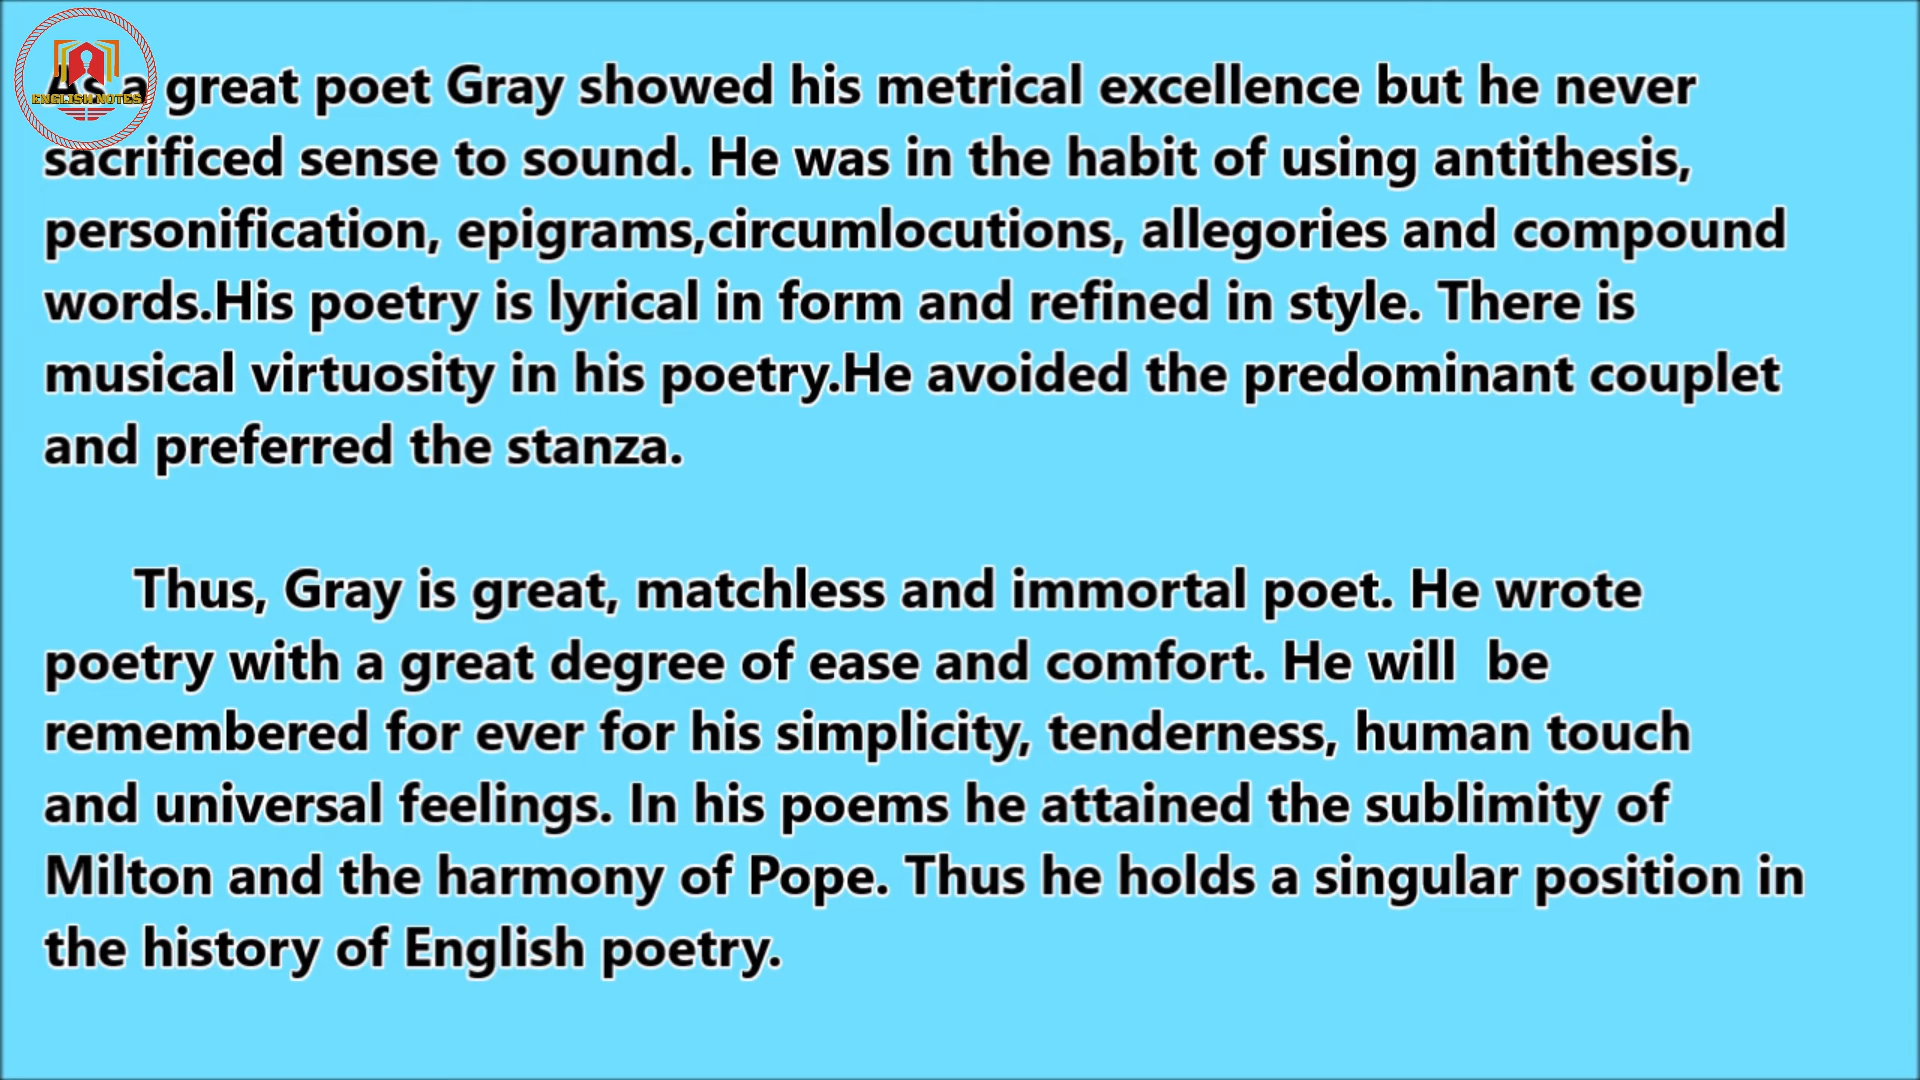 As a great poet Gray showed his metrical excellence but he never
sacrificed sense to sound. He was in the habit of using antithesis,
personification, epigrams,circumlocutions, allegories and compound
words.His poetry is lyrical in form and refined in style. There is
musical virtuosity in his poetry.He avoided the predominant couplet
and preferred the stanza.
Thus, Gray is great, matchless and immortal poet. He wrote
poetry with a great degree of ease and comfort. He will  be
remembered for ever for his simplicity, tenderness, human touch
and universal feelings. In his poems he attained the sublimity of
Milton and the harmony of Pope. Thus he holds a singular position in
the history of English poetry.
ENGLISH NOTES